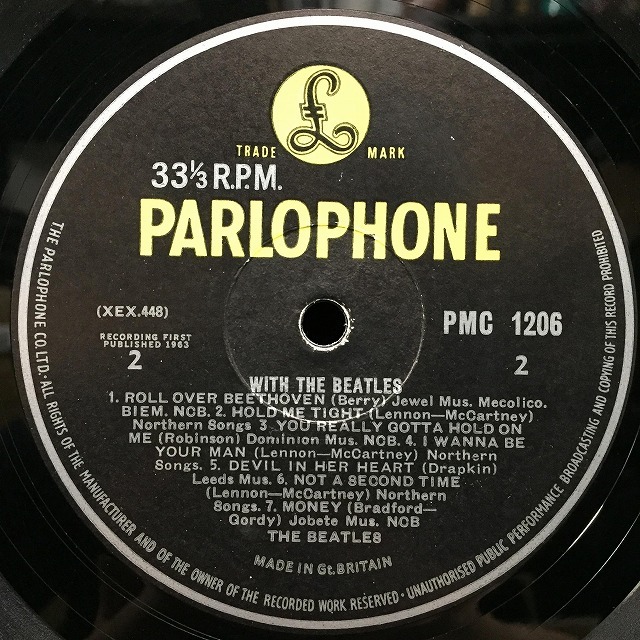 £
TRADE MARK
33⅓ R.P.M.
PARLOPHONE
(XEX.448)
PMC 1206
RECORDING FIRST
PUBLISHED 1963
2
2
WITH THE BEATLES
1. ROLL OVER BEETHOVEN (Berry) Jewel Mus. Mecolico.
BIEM. NCB. 2. HOLD ME TIGHT (Lennon—McCartney)
Northern Songs 3. YOU REALLY GOTTA HOLD ON
ME (Robinson) Dominion Mus. NCB. 4. I WANNA BE
YOUR MAN (Lennon—McCartney) Northern
Songs. 5. DEVIL IN HER HEART (Drapkin)
Leeds Mus. 6. NOT A SECOND TIME
(Lennon—McCartney) Northern
Songs. 7. MONEY (Bradford—
Gordy) Jobete Mus. NCB
THE BEATLES
MADE IN Gt. BRITAIN
THE PARLOPHONE CO. LTD. ALL RIGHTS OF THE MANUFACTURER AND OF THE OWNER OF THE RECORDED WORK RESERVED · UNAUTHORISED PUBLIC PERFORMANCE BROADCASTING AND COPYING OF THIS RECORD PROHIBITED